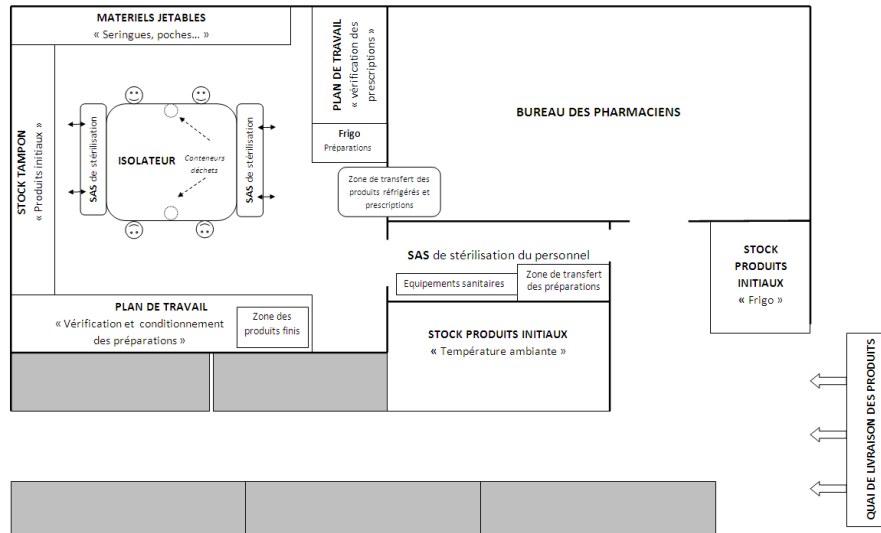 MATERIELS JETABLES
« Seringues, poches... »
PLAN DE TRAVAIL
« vérification des
prescriptions »
BUREAU DES PHARMACIENS
STOCK TAMPON
« Produits initiaux »
SAS de stérilisation
ISOLATEUR
Conteneurs
déchets
SAS de stérilisation
Frigo
Préparations
Zone de transfert des
produits réfrigérés et
prescriptions
SAS de stérilisation du personnel
Equipements sanitaires
Zone de transfert
des préparations
STOCK
PRODUITS
INITIAUX
« Frigo »
PLAN DE TRAVAIL
« Vérification et conditionnement
des préparations »
Zone des
produits finis
STOCK PRODUITS INITIAUX
« Température ambiante »
QUAI DE LIVRAISON DES PRODUITS